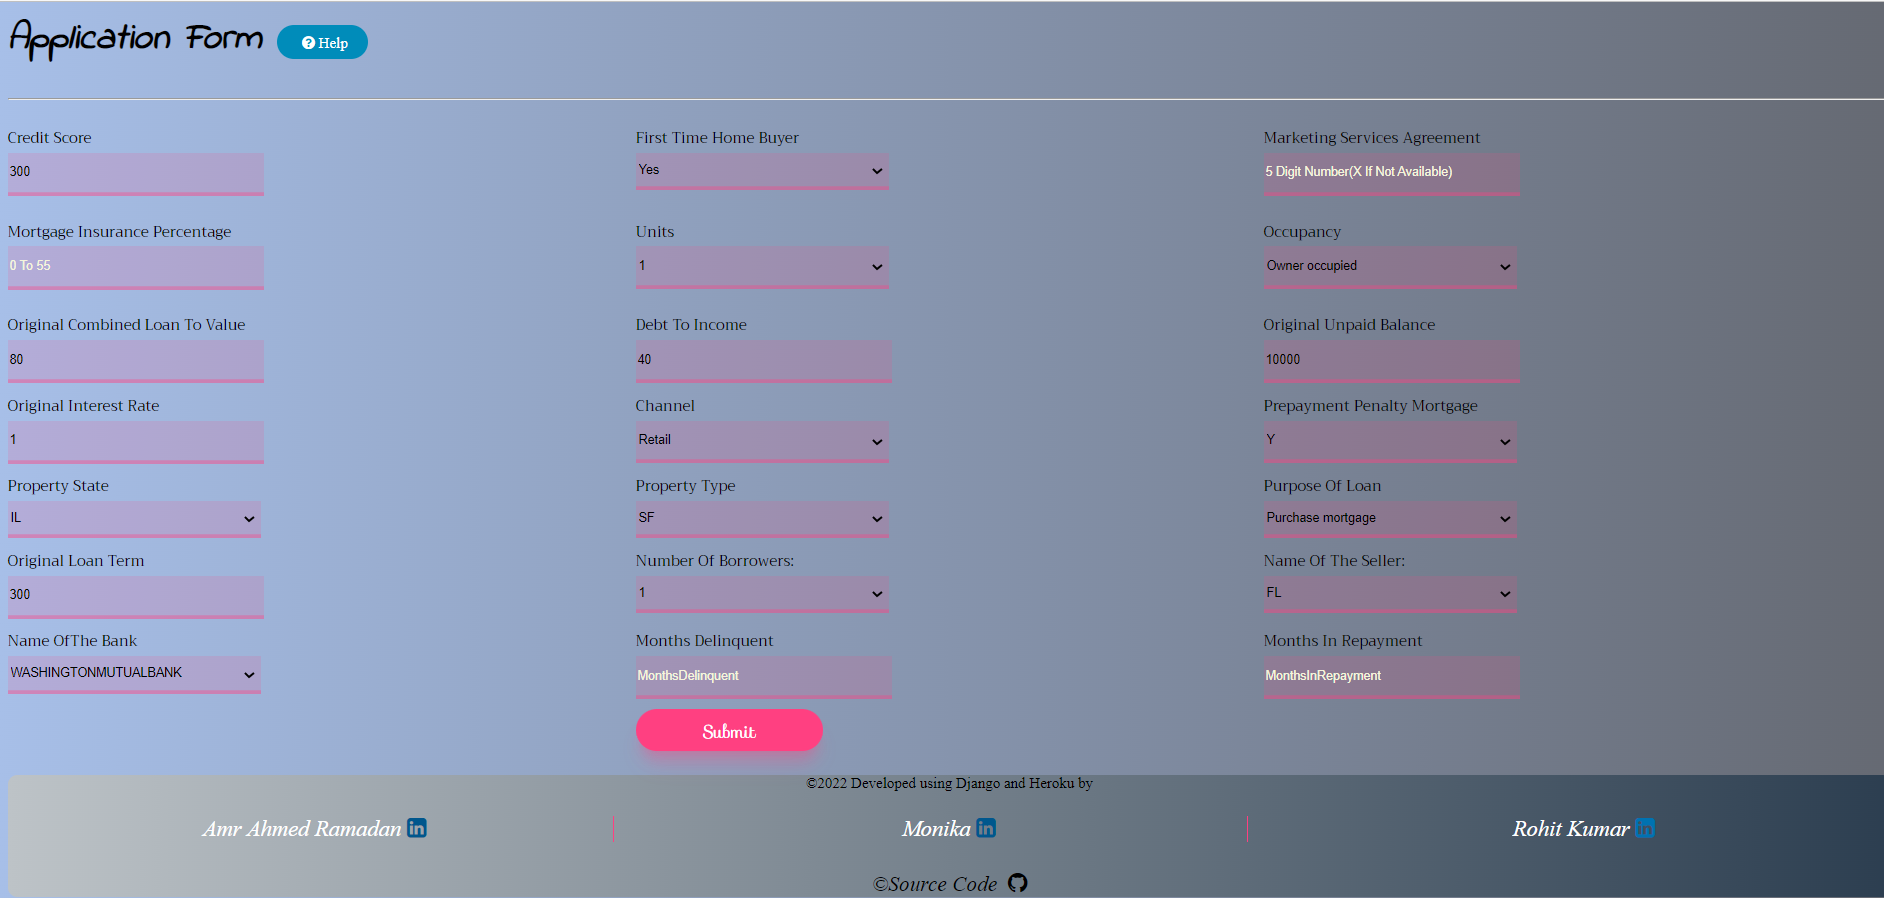 Application Form Help
Credit Score First Time Home Buyer Marketing Services Agreement
300 Yes 5 Digit Number(X If Not Available)
Mortgage Insurance Percentage Units Occupancy
0 To 55 1 Owner occupied
Original Combined Loan To Value Debt To Income Original Unpaid Balance
80 40 10000
Original Interest Rate Channel Prepayment Penalty Mortgage
1 Retail Y
Property State Property Type Purpose Of Loan
IL SF Purchase mortgage
Original Loan Term Number Of Borrowers: Name Of The Seller:
300 1 FL
Name OfThe Bank Months Delinquent Months In Repayment
WASHINGTONMUTUALBANK MonthsDelinquent MonthsInRepayment
Submit
©2022 Developed using Django and Heroku by
Amr Ahmed Ramadan Monika Rohit Kumar
©Source Code